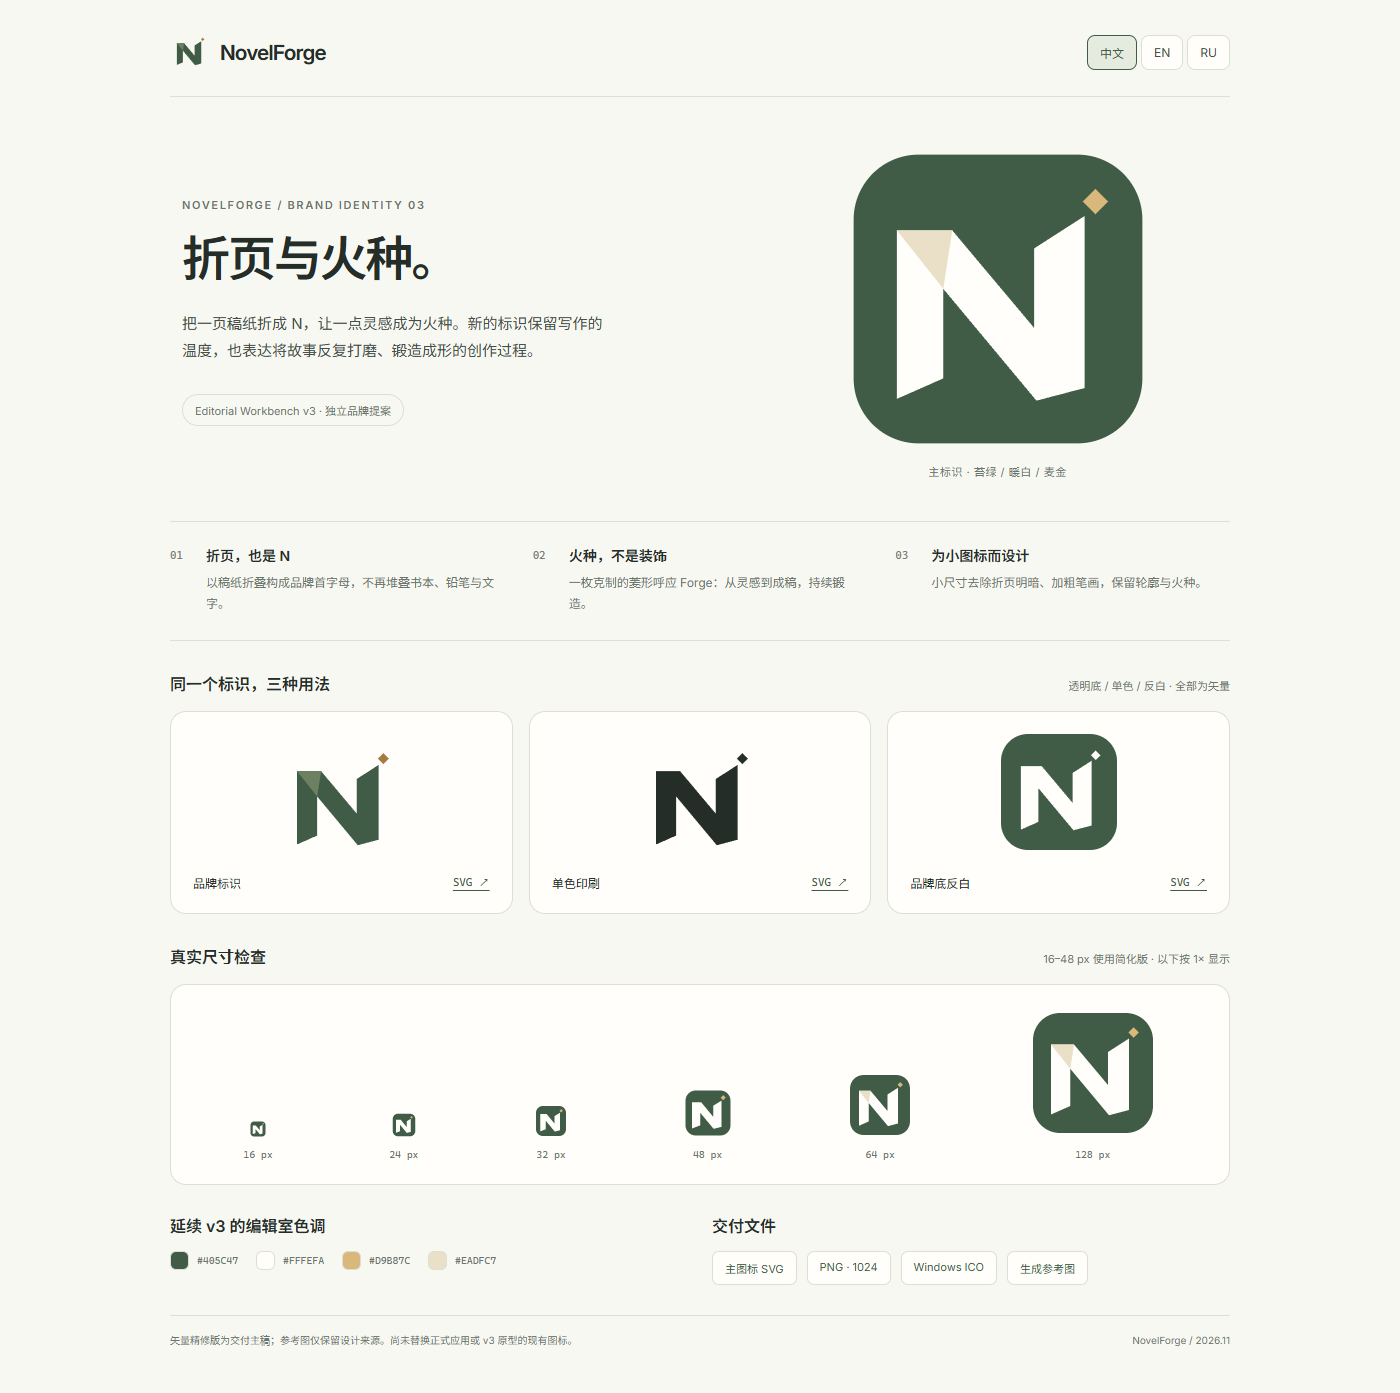 NovelForge
中文
EN
RU
NOVELFORGE / BRAND IDENTITY 03
折页与火种。
把一页稿纸折成 N，让一点灵感成为火种。新的标识保留写作的
温度，也表达将故事反复打磨、锻造成形的创作过程。
Editorial Workbench v3 · 独立品牌提案
主标识 · 苔绿 / 暖白 / 麦金
01
折页，也是 N
以稿纸折叠构成品牌首字母，不再堆叠书本、铅笔与文
字。
02
火种，不是装饰
一枚克制的菱形呼应 Forge：从灵感到成稿，持续锻
造。
03
为小图标而设计
小尺寸去除折页明暗、加粗笔画，保留轮廓与火种。
同一个标识，三种用法
透明底 / 单色 / 反白 · 全部为矢量
品牌标识
SVG ↗
单色印刷
SVG ↗
品牌底反白
SVG ↗
真实尺寸检查
16–48 px 使用简化版 · 以下按 1× 显示
16 px
24 px
32 px
48 px
64 px
128 px
延续 v3 的编辑室色调
#405C47
#FFFEFA
#D9B87C
#EADFC7
交付文件
主图标 SVG
PNG · 1024
Windows ICO
生成参考图
矢量精修版为交付主稿；参考图仅保留设计来源。尚未替换正式应用或 v3 原型的现有图标。
NovelForge / 2026.11